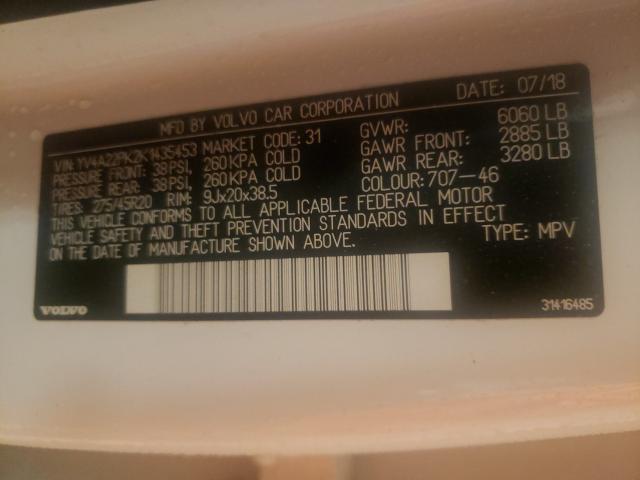 MFD BY VOLVO CAR CORPORATION DATE: 07/18
VIN YV4A22PK2K1435453 MARKET CODE: 31 GVWR: 6060 LB
PRESSURE FRONT: 38PSI, 260KPA COLD GAWR FRONT: 2885 LB
PRESSURE REAR: 38PSI, 260 KPA COLD GAWR REAR: 3280 LB
TIRES: 275/45R20 RIM: 9Jx20x38.5 COLOUR: 707-46
THIS VEHICLE CONFORMS TO ALL APPLICABLE FEDERAL MOTOR
VEHICLE SAFETY AND THEFT PREVENTION STANDARDS IN EFFECT
ON THE DATE OF MANUFACTURE SHOWN ABOVE. TYPE: MPV
VOLVO 31416485